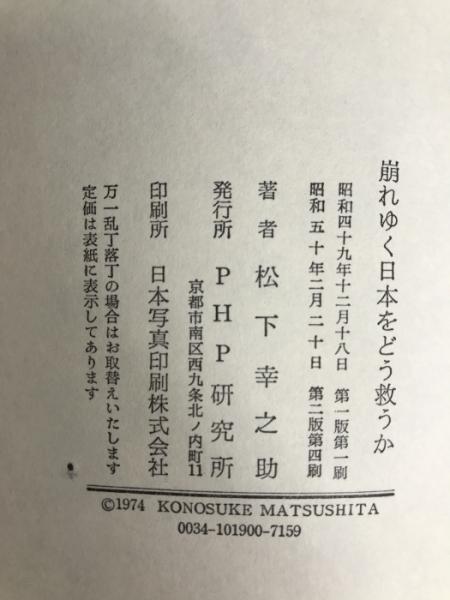 崩れゆく日本をどう救うか
昭和四十九年十二月十八日　第一版第一刷
昭和五十年二月二十日　第二版第四刷
著者　松下幸之助
発行所　ＰＨＰ研究所
京都市南区西九条北ノ内町11
印刷所　日本写真印刷株式会社
万一乱丁落丁の場合はお取替えいたします
定価は表紙に表示してあります
©1974 KONOSUKE MATSUSHITA
0034-101900-7159